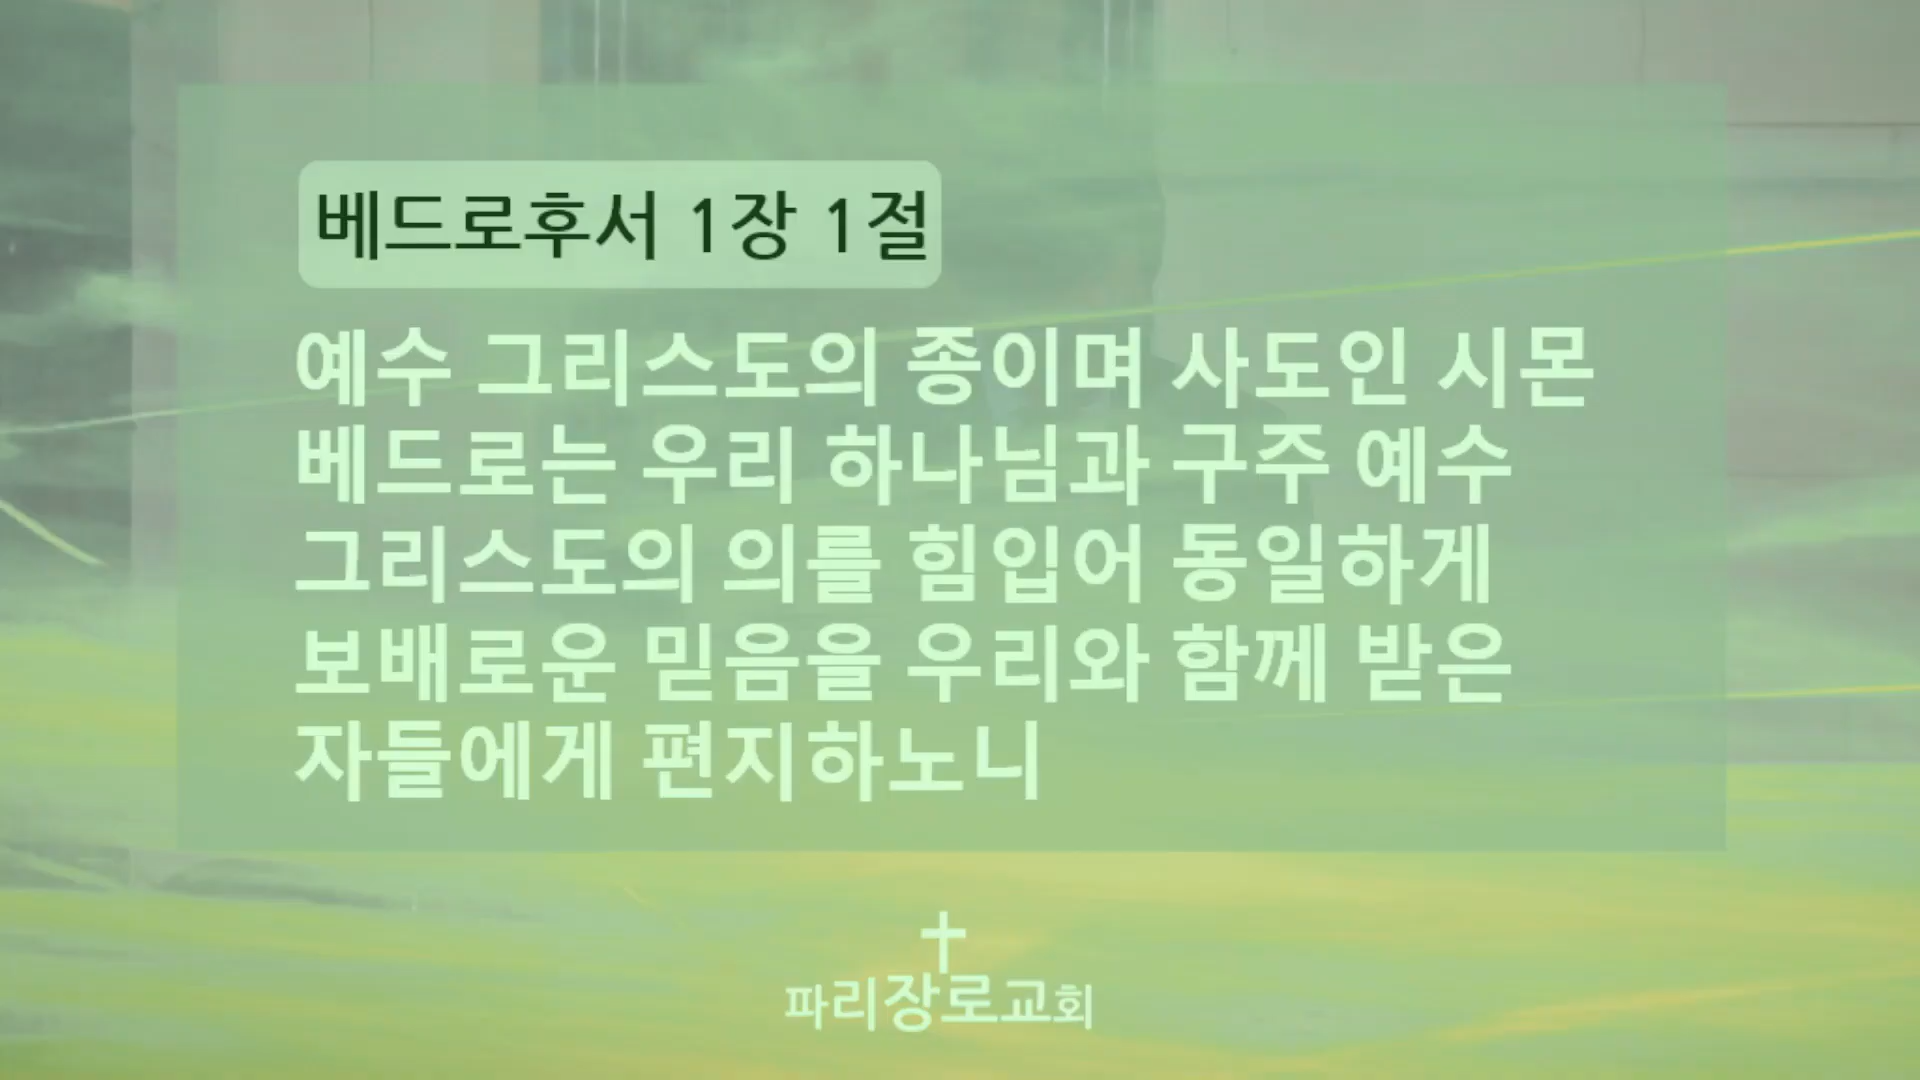 베드로후서 1장 1절
예수 그리스도의 종이며 사도인 시몬
베드로는 우리 하나님과 구주 예수
그리스도의 의를 힘입어 동일하게
보배로운 믿음을 우리와 함께 받은
자들에게 편지하노니
파리장로교회